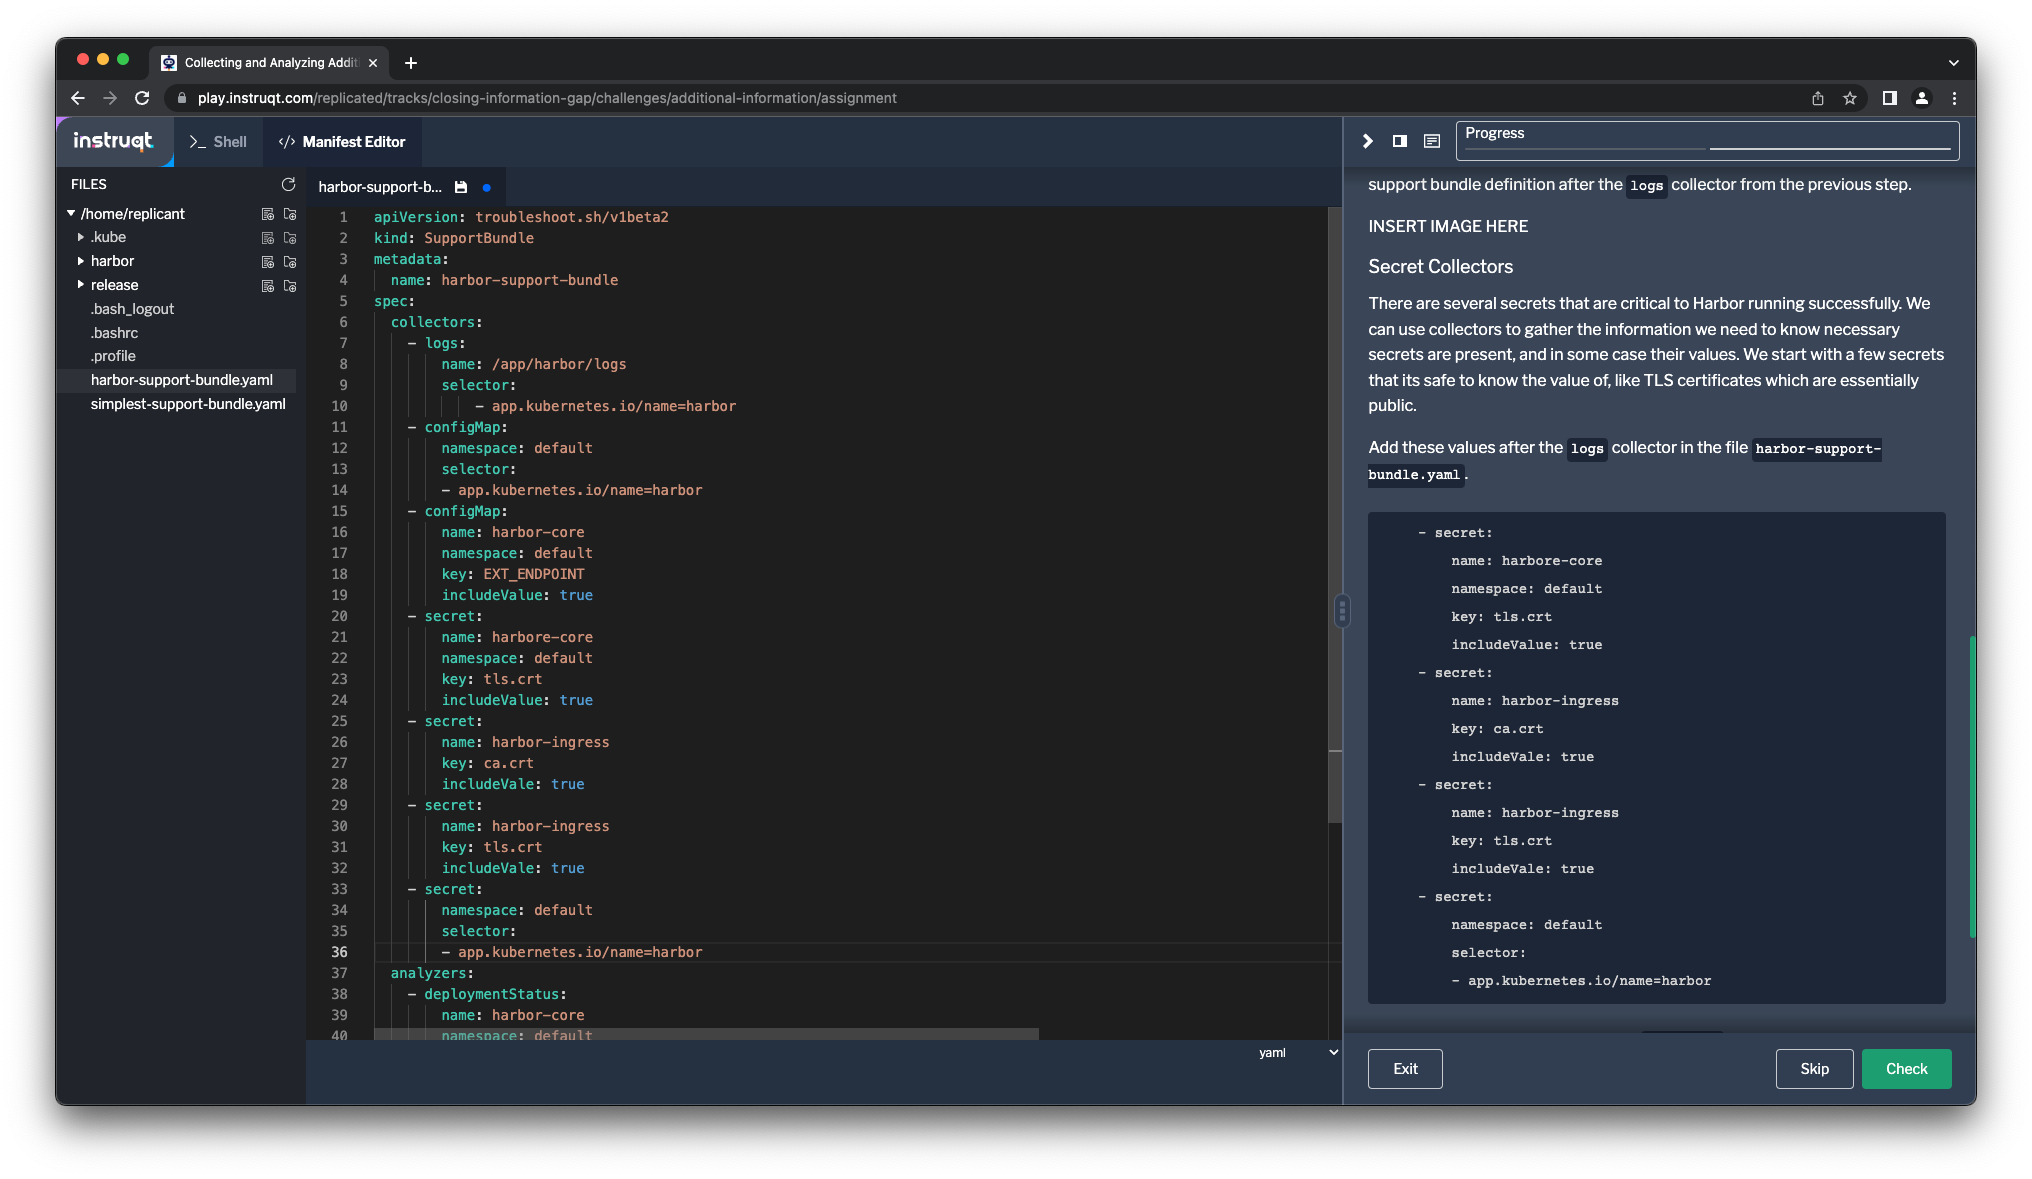 Collecting and Analyzing Addit
play.instruqt.com/replicated/tracks/closing-information-gap/challenges/additional-information/assignment
instruqt
>_ Shell
</> Manifest Editor
Progress
FILES
/home/replicant
.kube
harbor
release
.bash_logout
.bashrc
.profile
harbor-support-bundle.yaml
simplest-support-bundle.yaml
harbor-support-b...
1 apiVersion: troubleshoot.sh/v1beta2
2 kind: SupportBundle
3 metadata:
4 name: harbor-support-bundle
5 spec:
6 collectors:
7 - logs:
8 name: /app/harbor/logs
9 selector:
10 - app.kubernetes.io/name=harbor
11 - configMap:
12 namespace: default
13 selector:
14 - app.kubernetes.io/name=harbor
15 - configMap:
16 name: harbor-core
17 namespace: default
18 key: EXT_ENDPOINT
19 includeValue: true
20 - secret:
21 name: harbore-core
22 namespace: default
23 key: tls.crt
24 includeValue: true
25 - secret:
26 name: harbor-ingress
27 key: ca.crt
28 includeVale: true
29 - secret:
30 name: harbor-ingress
31 key: tls.crt
32 includeVale: true
33 - secret:
34 namespace: default
35 selector:
36 - app.kubernetes.io/name=harbor
37 analyzers:
38 - deploymentStatus:
39 name: harbor-core
40 namespace: default
yaml
support bundle definition after the logs collector from the previous step.
INSERT IMAGE HERE
Secret Collectors
There are several secrets that are critical to Harbor running successfully. We
can use collectors to gather the information we need to know necessary
secrets are present, and in some case their values. We start with a few secrets
that its safe to know the value of, like TLS certificates which are essentially
public.
Add these values after the logs collector in the file harbor-support-
bundle.yaml.
- secret:
name: harbore-core
namespace: default
key: tls.crt
includeValue: true
- secret:
name: harbor-ingress
key: ca.crt
includeVale: true
- secret:
name: harbor-ingress
key: tls.crt
includeVale: true
- secret:
namespace: default
selector:
- app.kubernetes.io/name=harbor
Exit
Skip
Check